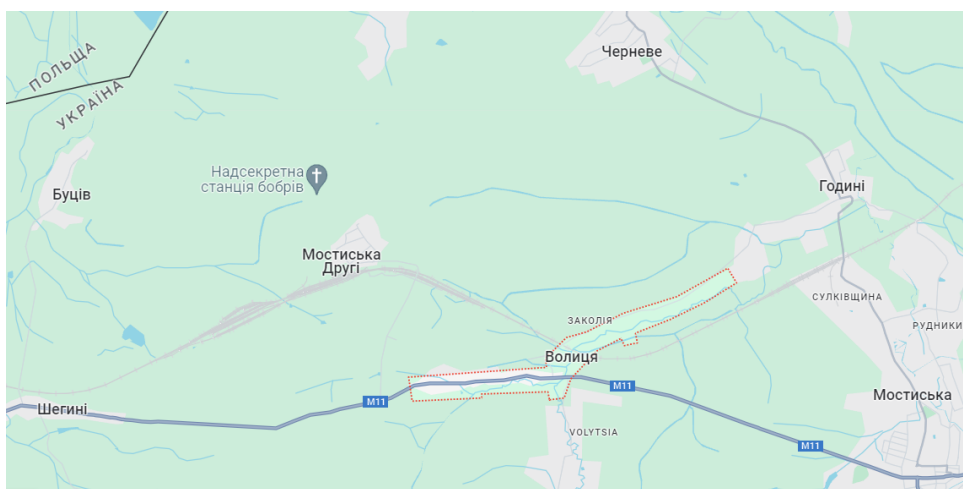 Черневе
ПОЛЬЩА
УКРАЇНА
Надсекретна
станція бобрів
Буців
Годині
Мостиська
Другі
СУЛКІВЩИНА
ЗАКОЛІЯ
РУДНИКИ
Волиця
M11
Мостиська
M11
Шегині
VOLYTSIA
M11